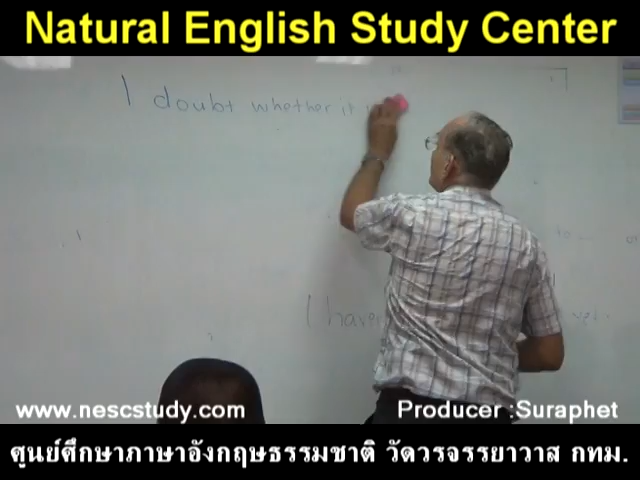 Natural English Study Center
I doubt whether it
I haven
www.nescstudy.com Producer :Suraphet
ศูนย์ศึกษาภาษาอังกฤษธรรมชาติ วัดวรจรรยาวาส กทม.